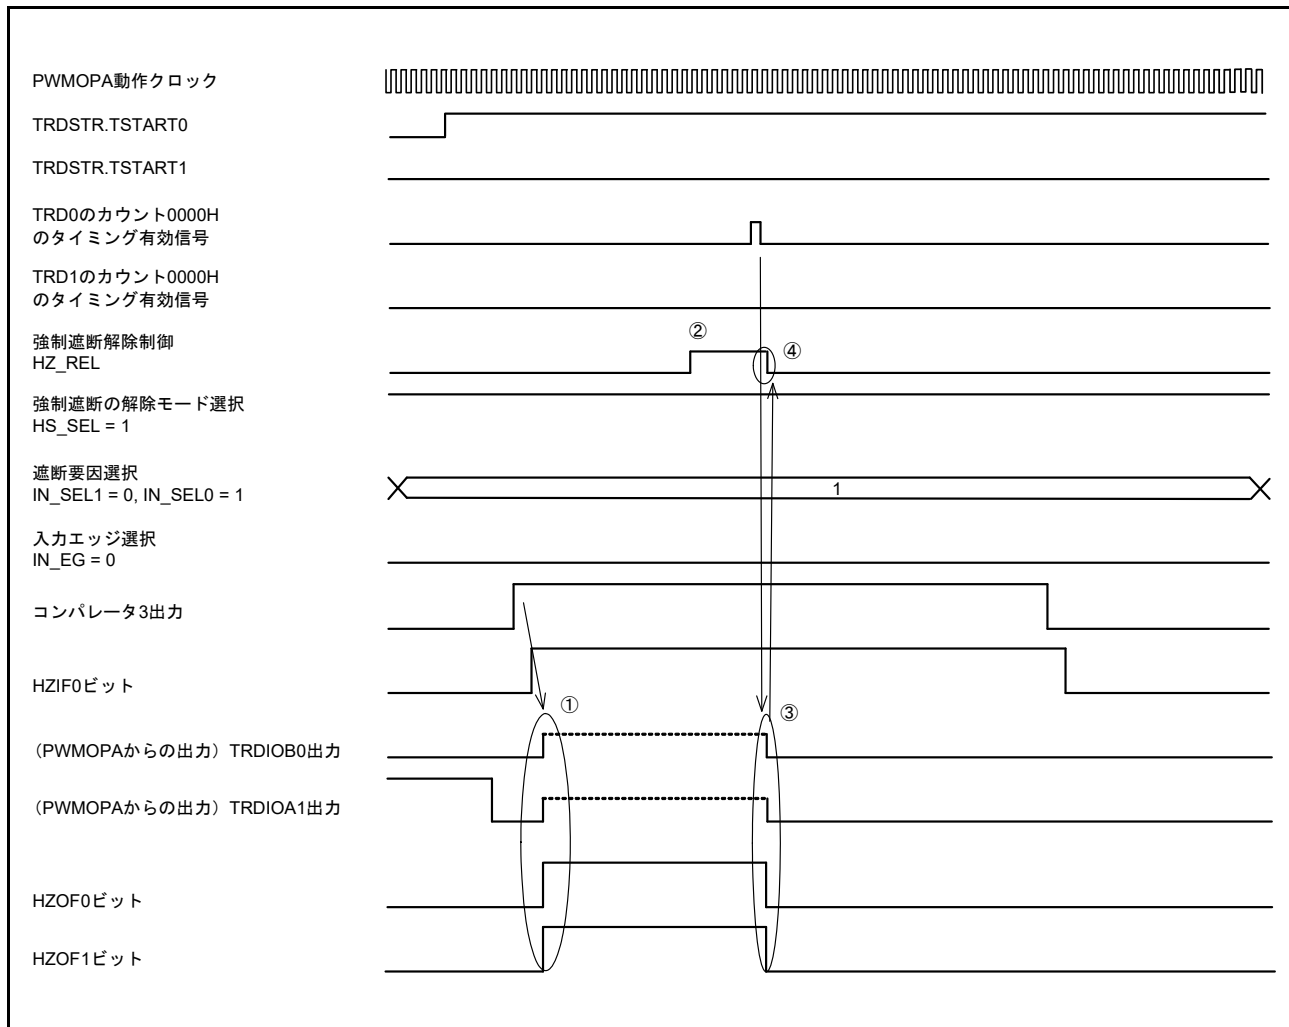 PWMOPA動作クロック
TRDSTR.TSTART0
TRDSTR.TSTART1
TRD0のカウント0000H
のタイミング有効信号
TRD1のカウント0000H
のタイミング有効信号
強制遮断解除制御
HZ_REL
②
④
強制遮断の解除モード選択
HS_SEL = 1
遮断要因選択
IN_SEL1 = 0, IN_SEL0 = 1
1
入力エッジ選択
IN_EG = 0
コンパレータ3出力
HZIF0ビット
①
③
（PWMOPAからの出力）TRDIOB0出力
（PWMOPAからの出力）TRDIOA1出力
HZOF0ビット
HZOF1ビット